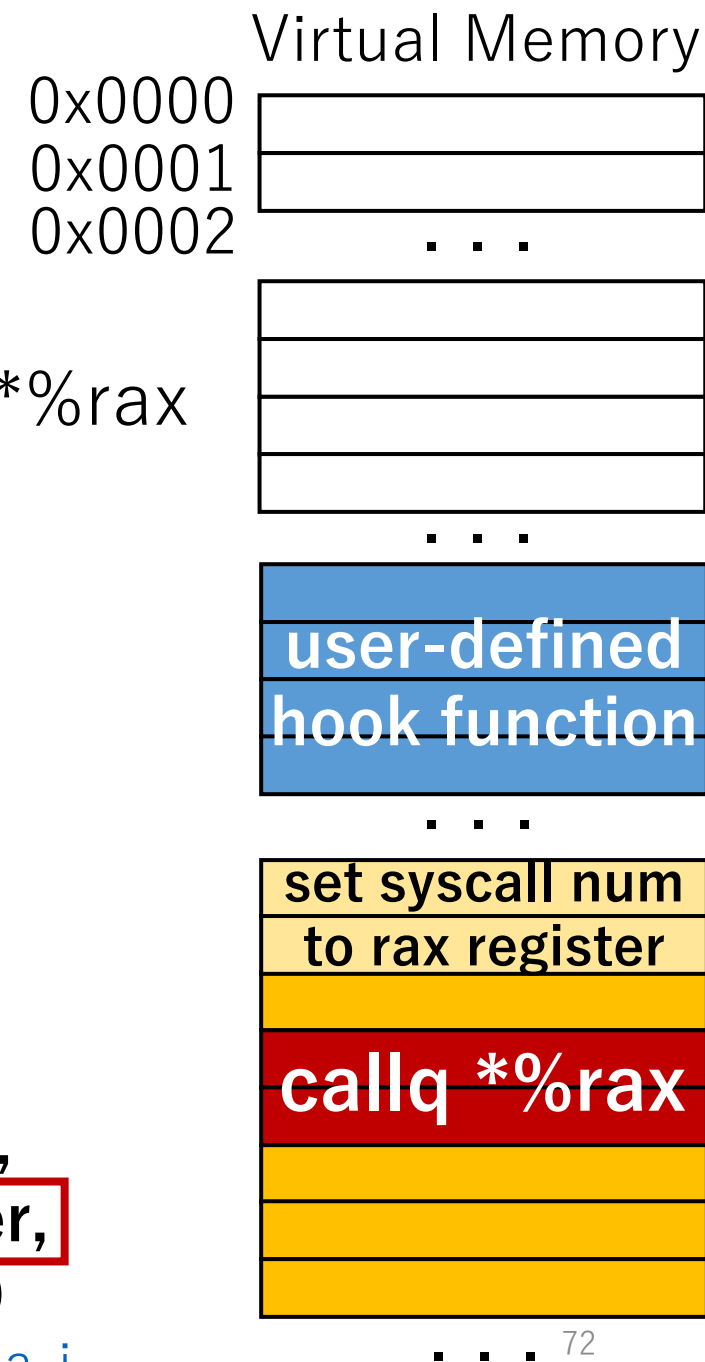 Virtual Memory
0x0000
0x0001
0x0002
. . .
*%rax
. . .
user-defined
hook function
. . .
set syscall num
to rax register
callq *%rax
. . .
72